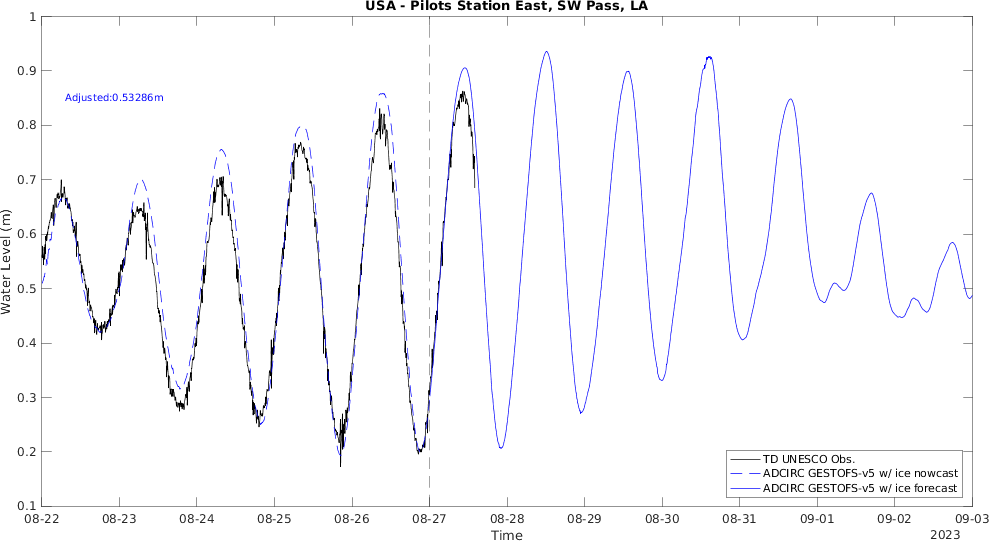 USA - Pilots Station East, SW Pass, LA
1
0.9
0.8
0.7
0.6
0.5
0.4
0.3
0.2
0.1
Water Level (m)
Adjusted:0.53286m
TD UNESCO Obs.
ADCIRC GESTOFS-v5 w/ ice nowcast
ADCIRC GESTOFS-v5 w/ ice forecast
08-22 08-23 08-24 08-25 08-26 08-27 08-28 08-29 08-30 08-31 09-01 09-02 09-03
Time
2023